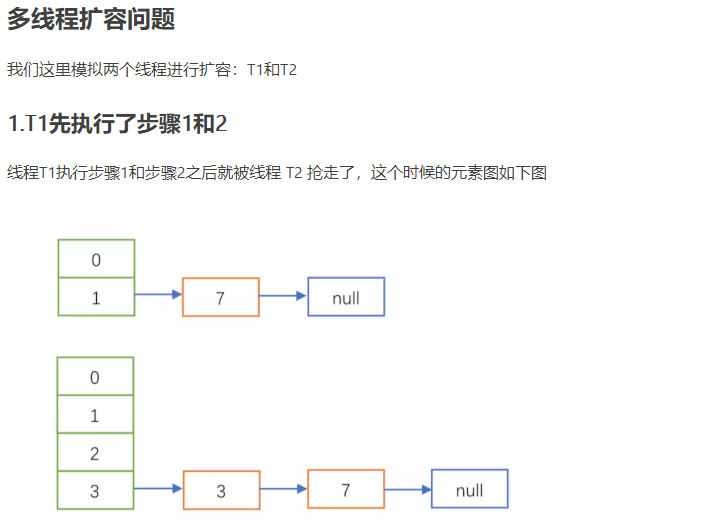 多线程扩容问题
我们这里模拟两个线程进行扩容：T1和T2
1.T1先执行了步骤1和2
线程T1执行步骤1和步骤2之后就被线程 T2 抢走了，这个时候的元素图如下图
0
1 7 null
0
1
2
3 3 7 null